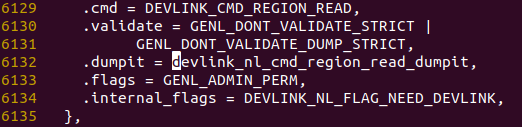 6129 .cmd = DEVLINK_CMD_REGION_READ,
6130 .validate = GENL_DONT_VALIDATE_STRICT |
6131 GENL_DONT_VALIDATE_DUMP_STRICT,
6132 .dumpit = devlink_nl_cmd_region_read_dumpit,
6133 .flags = GENL_ADMIN_PERM,
6134 .internal_flags = DEVLINK_NL_FLAG_NEED_DEVLINK,
6135 },